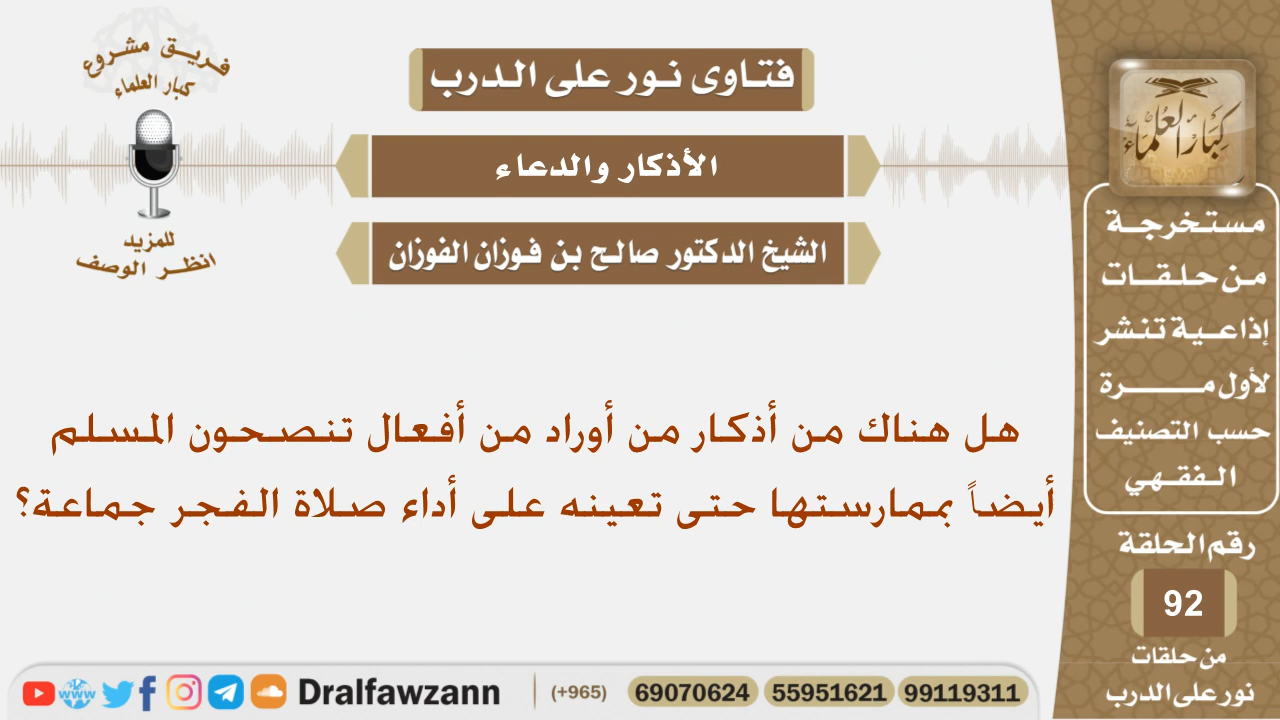 فريق مشروع
كبار العلماء
للمزيد
انظر الوصف
فتاوى نور على الدرب
الأذكار والدعاء
الشيخ الدكتور صالح بن فوزان الفوزان
هل هناك من أذكار من أوراد من أفعال تنصحون المسلم
أيضاً بممارستها حتى تعينه على أداء صلاة الفجر جماعة؟
كبار العلماء
مستخرجة
من حلقات
إذاعية تنشر
لأول مرة
حسب التصنيف
الفقهي
رقم الحلقة
92
من حلقات
نور على الدرب
www
Dralfawzann
(+965)
69070624
55951621
99119311